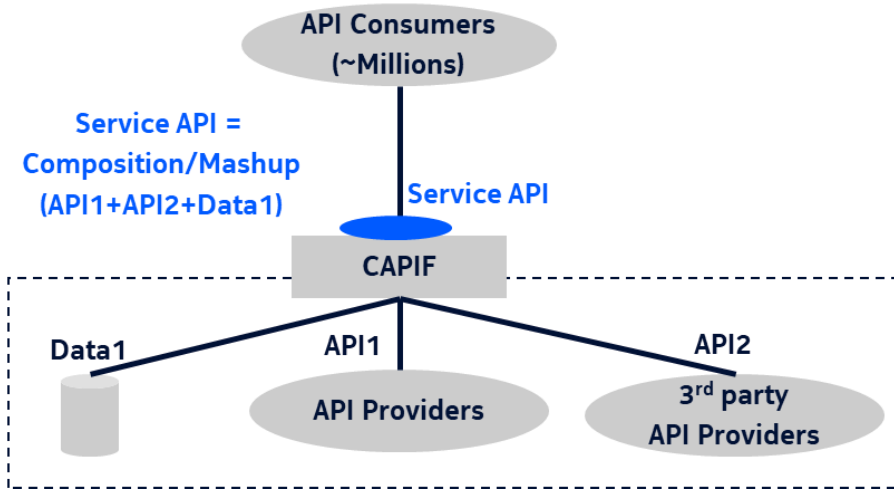 API Consumers
(~Millions)
Service API =
Composition/Mashup
(API1+API2+Data1)
Service API
CAPIF
Data1
API1
API2
API Providers
3rd party
API Providers